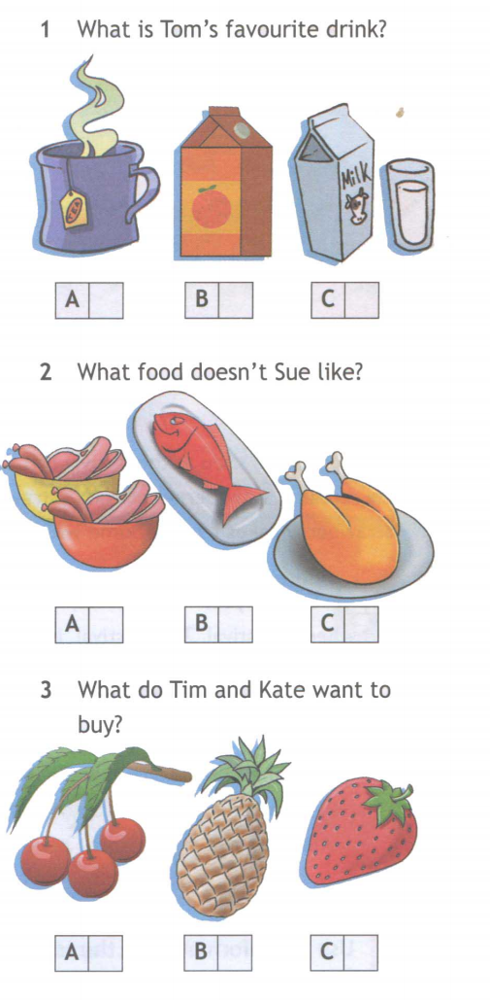 1 What is Tom's favourite drink?
TEA
Milk
A B C
2 What food doesn't Sue like?
A B C
3 What do Tim and Kate want to
buy?
A B C